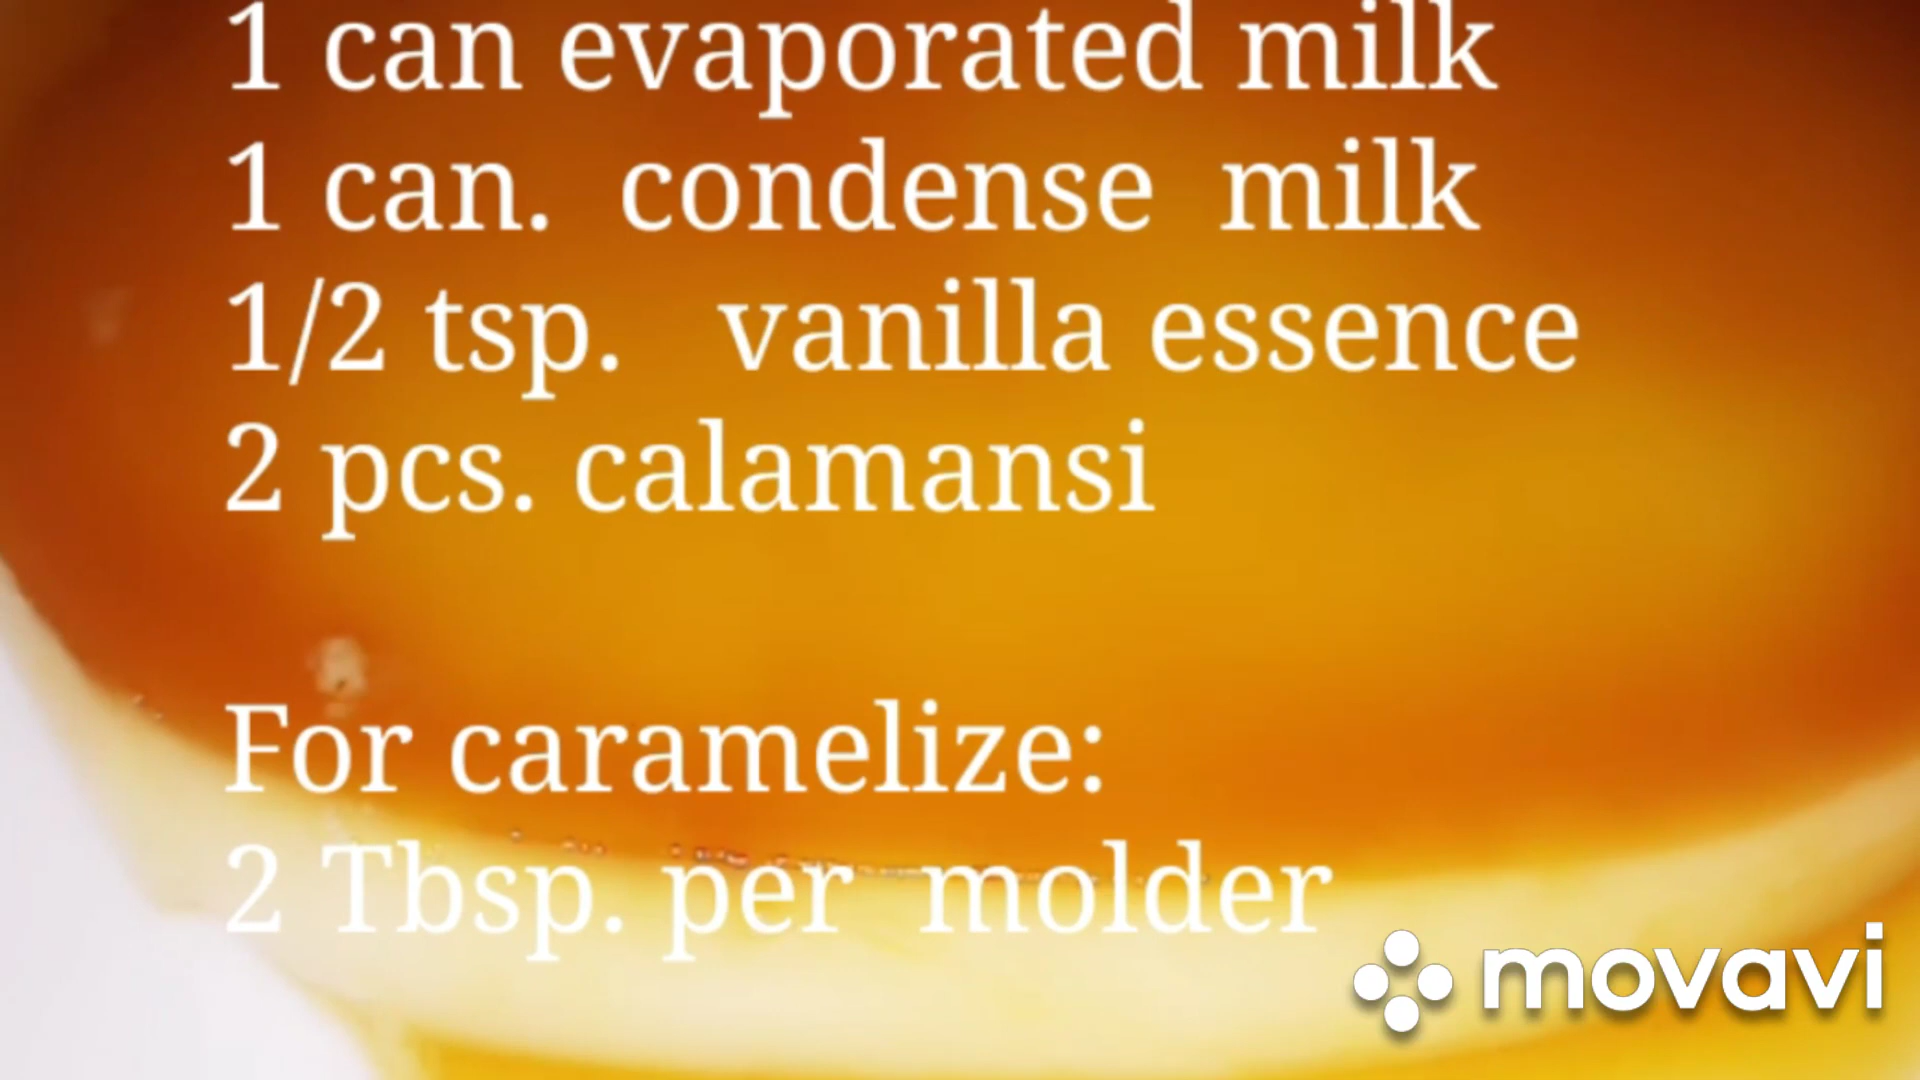 1 can evaporated milk
1 can. condense milk
1/2 tsp. vanilla essence
2 pcs. calamansi
For caramelize:
2 Tbsp. per molder
movavi